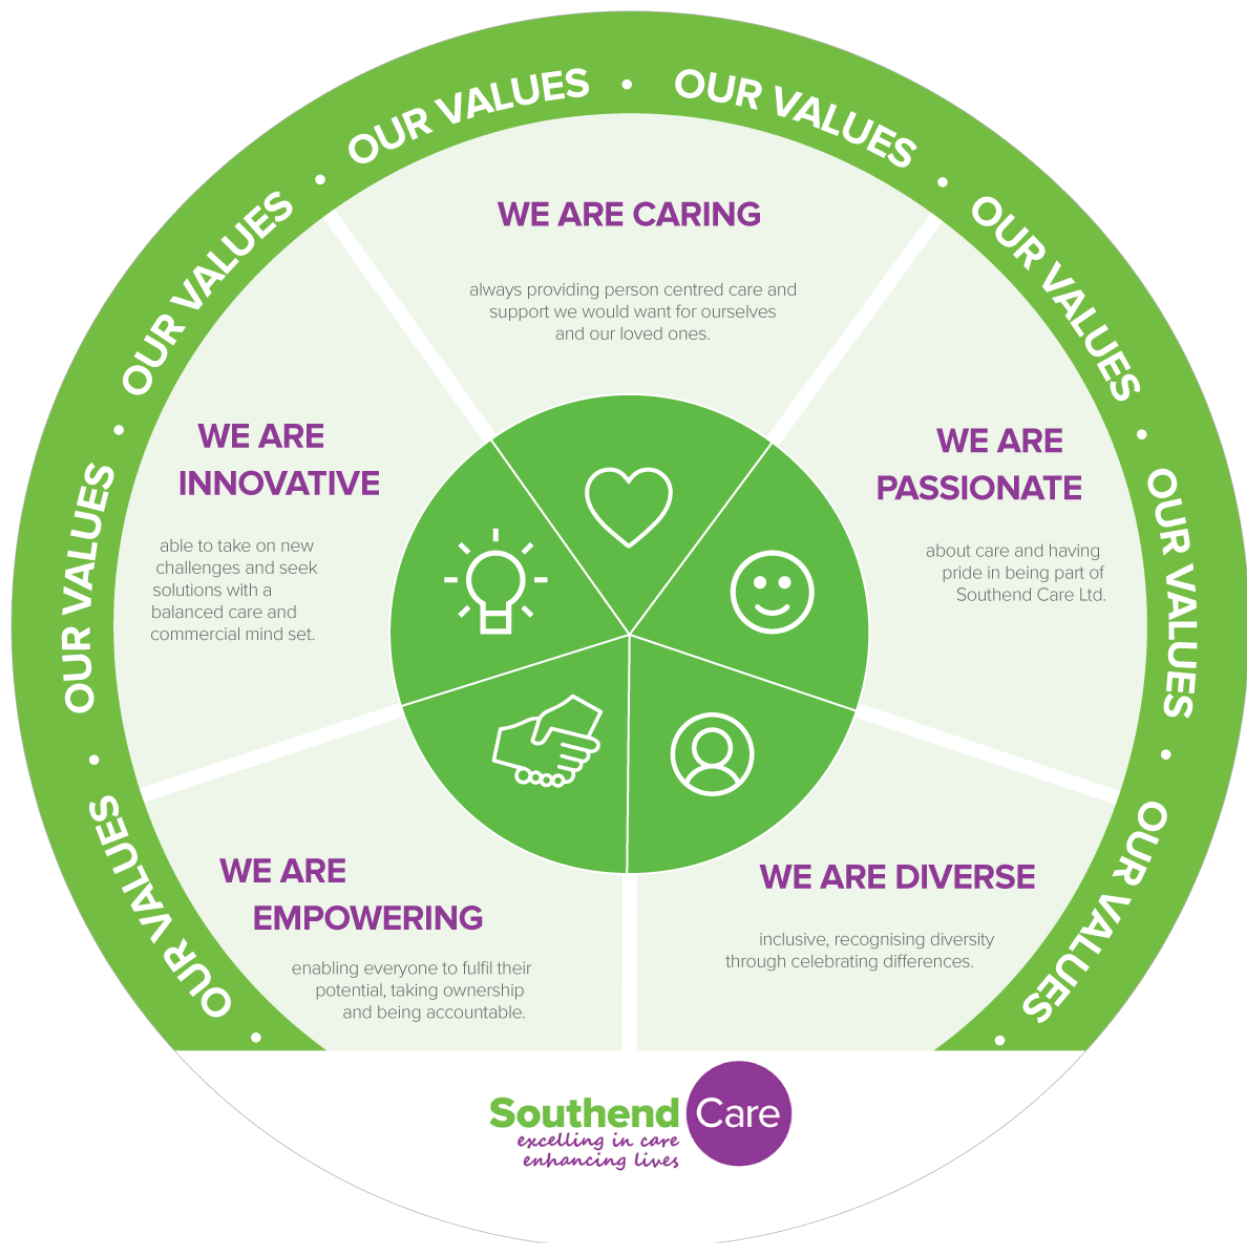 OUR VALUES • OUR VALUES • OUR VALUES • OUR VALUES • OUR VALUES • OUR VALUES • OUR VALUES • OUR VALUES •
WE ARE CARING
always providing person centred care and
support we would want for ourselves
and our loved ones.
WE ARE
PASSIONATE
about care and having
pride in being part of
Southend Care Ltd.
WE ARE DIVERSE
inclusive, recognising diversity
through celebrating differences.
WE ARE
EMPOWERING
enabling everyone to fulfil their
potential, taking ownership
and being accountable.
WE ARE
INNOVATIVE
able to take on new
challenges and seek
solutions with a
balanced care and
commercial mind set.
Southend Care
excelling in care
enhancing lives